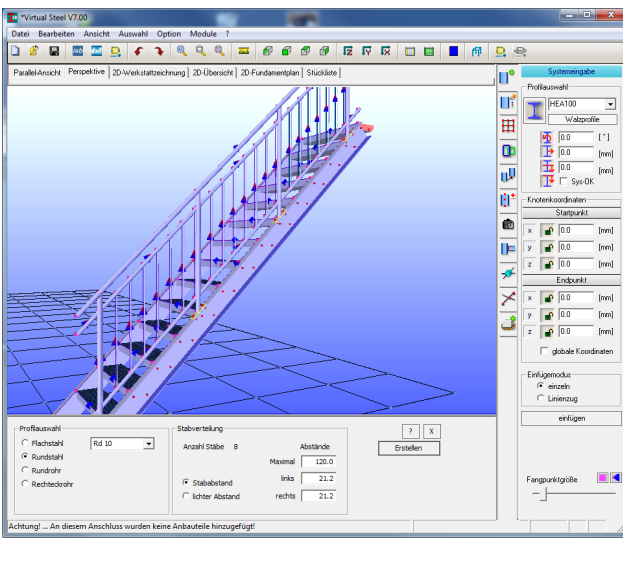 *Virtual Steel V7.00
Datei Bearbeiten Ansicht Auswahl Option Module ?
Parallel-Ansicht Perspektive 2D-Werkstattzeichnung 2D-Übersicht 2D-Fundamentplan Stückliste
Systemeingabe
Profilauswahl
HEA100
Walzprofile
0.0 [°]
0.0 [mm]
0.0 [mm]
Sys-OK
Knotenkoordinaten
Startpunkt
x 0.0 [mm]
y 0.0 [mm]
z 0.0 [mm]
Endpunkt
x 0.0 [mm]
y 0.0 [mm]
z 0.0 [mm]
globale Koordinaten
Einfügemodus
einzeln
Linienzug
einfügen
Fangpunktgröße
Profilauswahl
Flachstahl Rd 10
Rundstahl
Rundrohr
Rechteckrohr
Stabverteilung
Anzahl Stäbe 8 Abstände
Maximal 120.0
Stababstand links 21.2
lichter Abstand rechts 21.2
? X
Erstellen
Achtung! ... An diesem Anschluss wurden keine Anbauteile hinzugefügt!